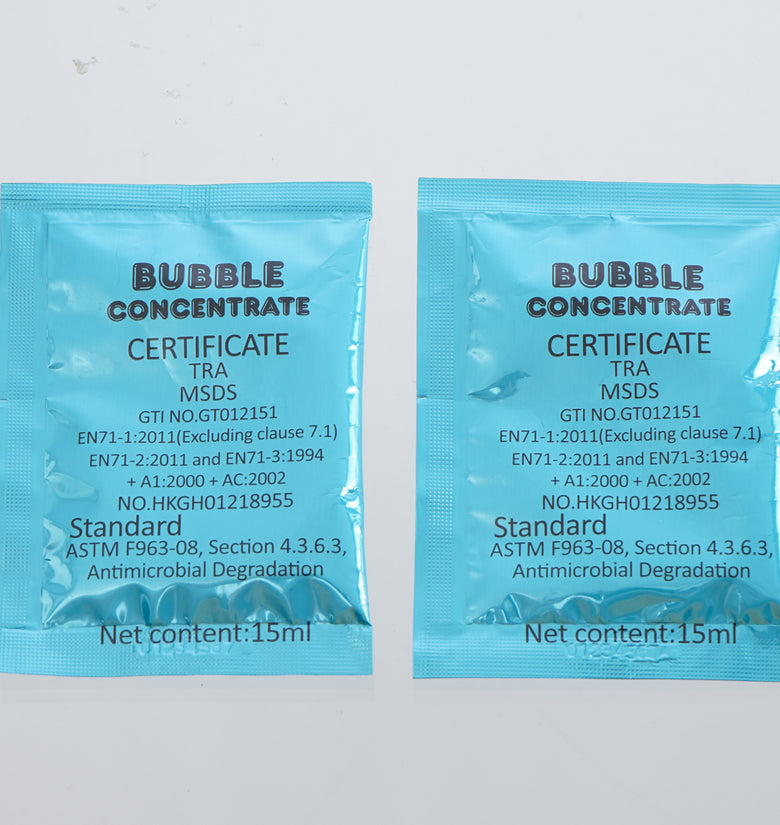 BUBBLE
CONCENTRATE
CERTIFICATE
TRA
MSDS
GTI NO.GT012151
EN71-1:2011(Excluding clause 7.1)
EN71-2:2011 and EN71-3:1994
+ A1:2000 + AC:2002
NO.HKGH01218955
Standard
ASTM F963-08, Section 4.3.6.3,
Antimicrobial Degradation
Net content:15ml
BUBBLE
CONCENTRATE
CERTIFICATE
TRA
MSDS
GTI NO.GT012151
EN71-1:2011(Excluding clause 7.1)
EN71-2:2011 and EN71-3:1994
+ A1:2000 + AC:2002
NO.HKGH01218955
Standard
ASTM F963-08, Section 4.3.6.3,
Antimicrobial Degradation
Net content:15ml